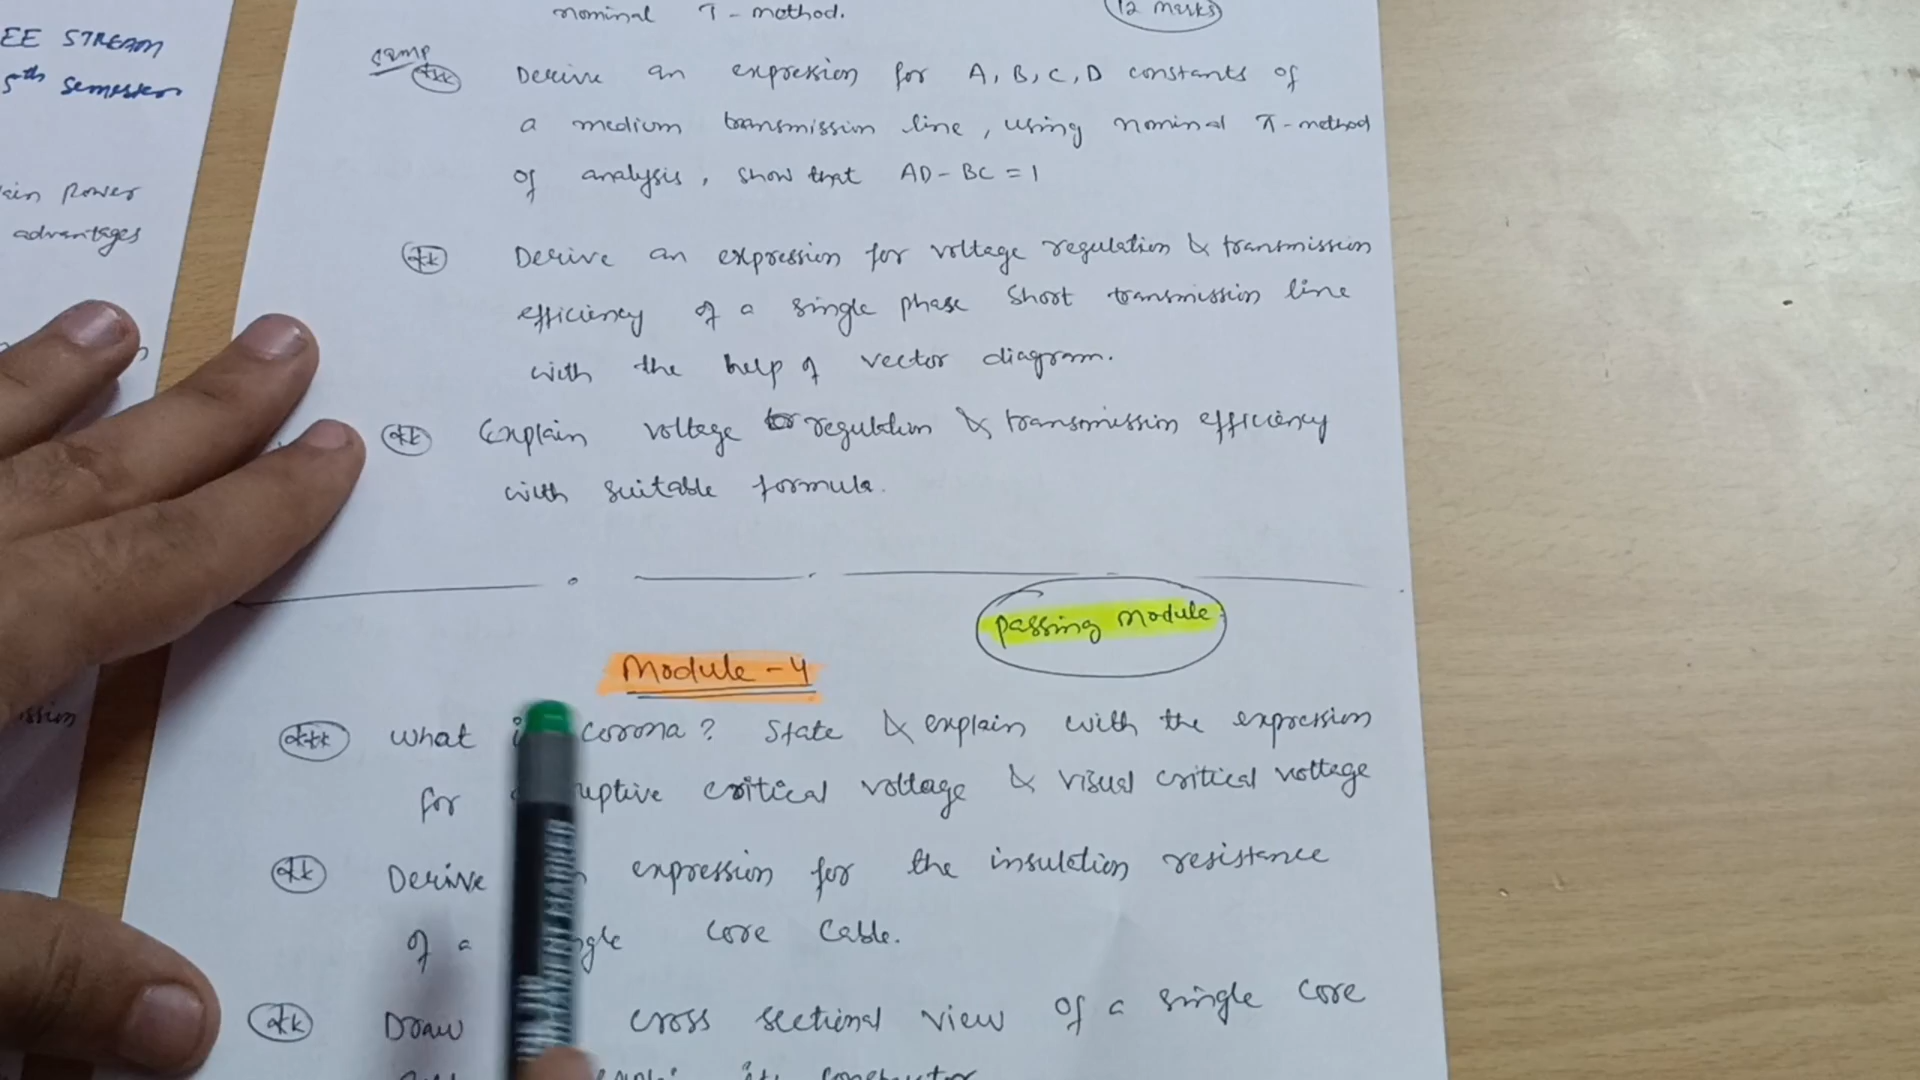 EE STREAM
5th Semester
Power
advantages
nominal T-method.
12 marks
Derive an expression for A, B, C, D constants of
a medium transmission line, using nominal π-method
of analysis, show that AD-BC=1
Derive an expression for voltage regulation & transmission
efficiency of a single phase short transmission line
with the help of vector diagram.
Explain voltage regulation & transmission efficiency
with suitable formula.
Passing Module
Module-4
What corona? State & explain with the expression
for critical voltage & visual critical voltage
Derive expression for the insulation resistance
of a core cable.
Draw cross sectional view of a single core